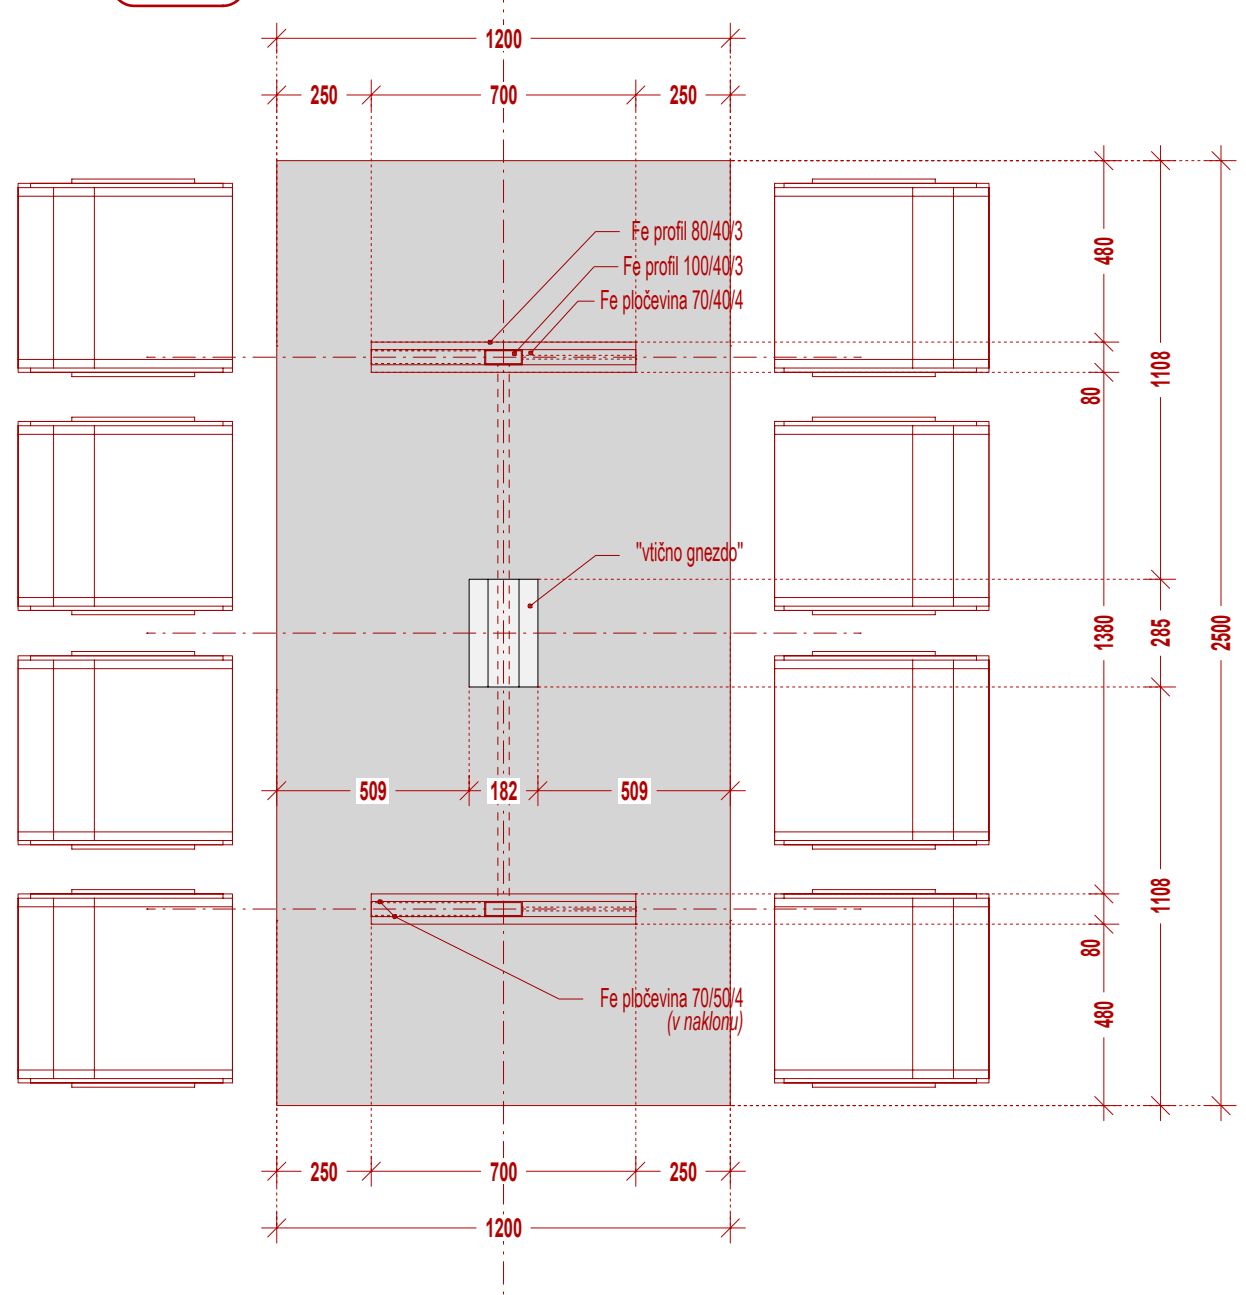 1200
250 700 250
Fe profil 80/40/3
Fe profil 100/40/3
Fe pločevina 70/40/4
480
80
1108
"vtično gnezdo"
1380
285
2500
509 182 509
1108
80
480
Fe pločevina 70/50/4
(v naklonu)
250 700 250
1200